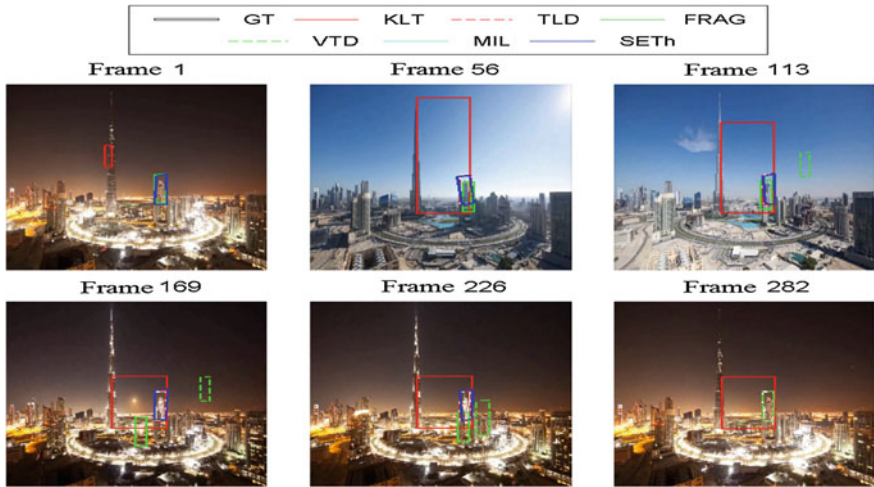 GT KLT TLD FRAG
VTD MIL SETh
Frame 1 Frame 56 Frame 113
Frame 169 Frame 226 Frame 282